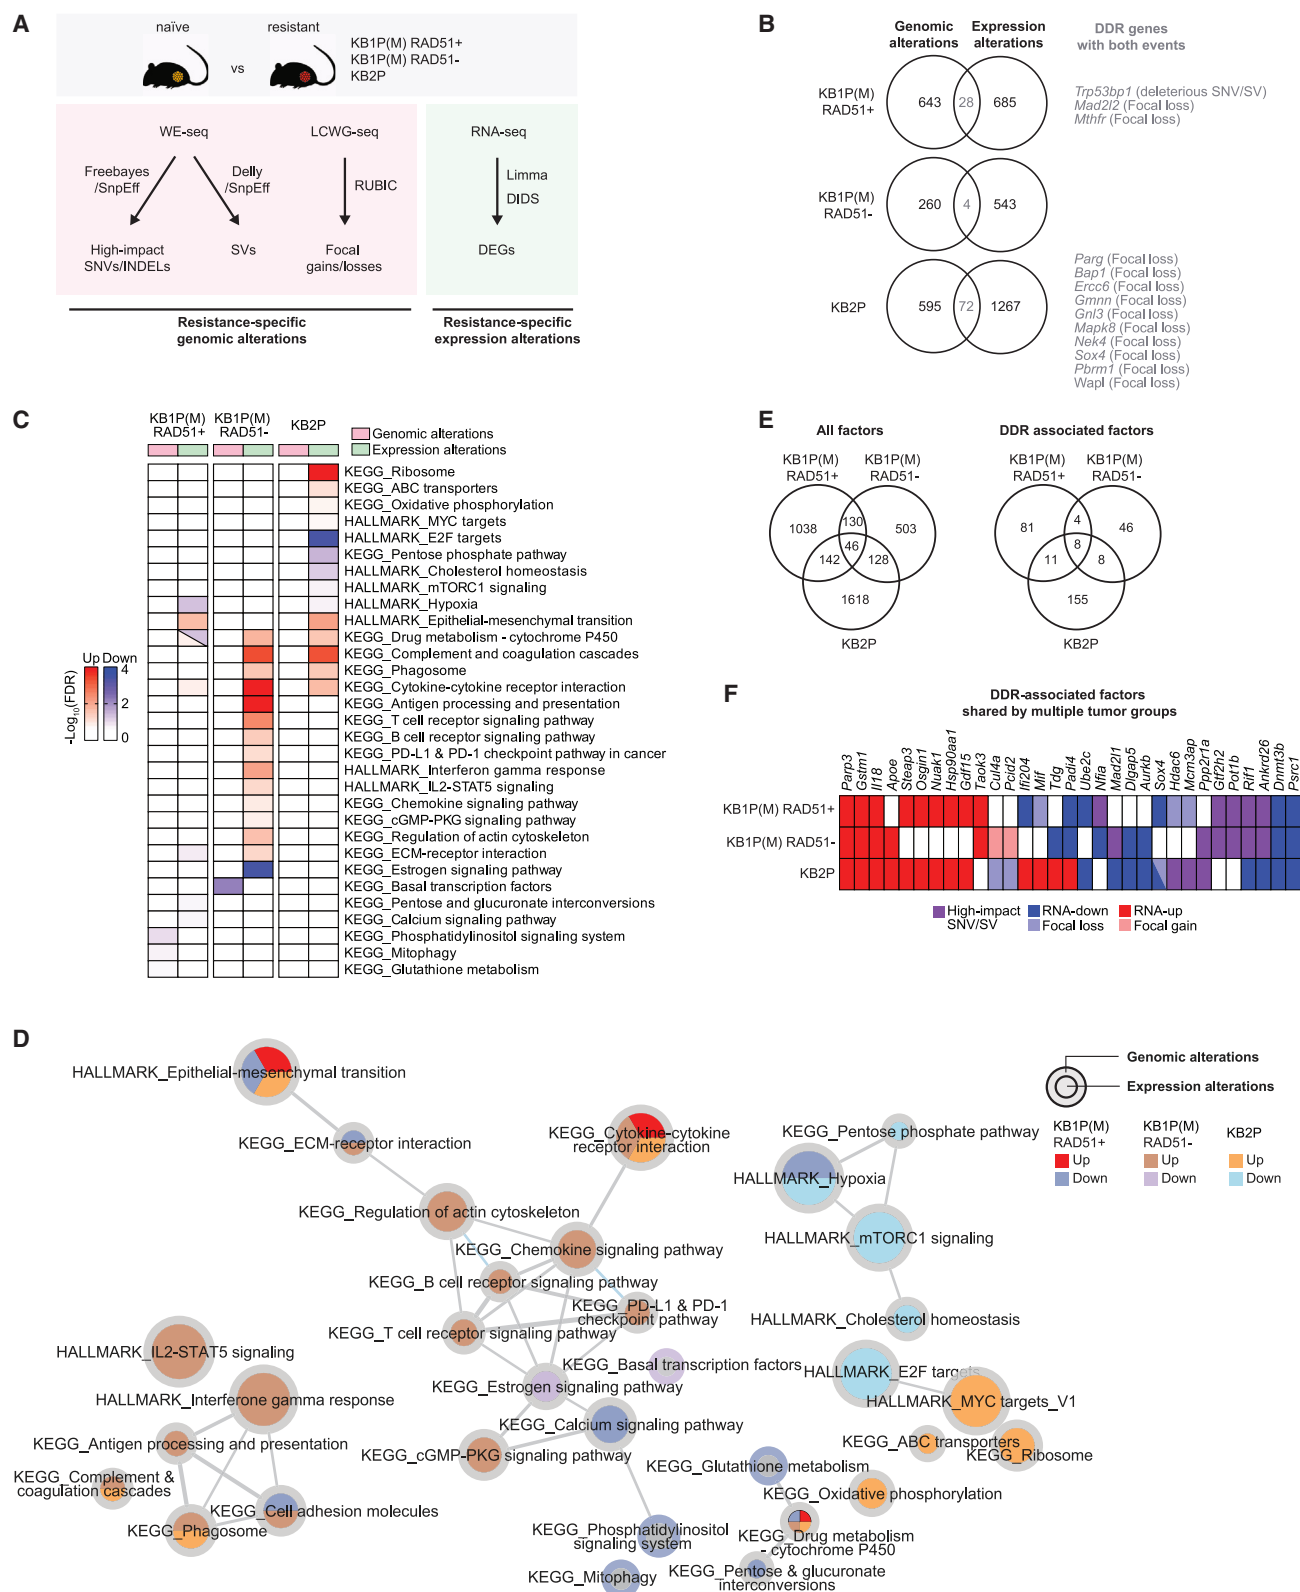 A
naïve
resistant
vs
KB1P(M) RAD51+
KB1P(M) RAD51-
KB2P
WE-seq
LCWG-seq
RNA-seq
Freebayes
/SnpEff
Delly
/SnpEff
RUBIC
Limma
DIDS
High-impact
SNVs/INDELs
SVs
Focal
gains/losses
DEGs
Resistance-specific
genomic alterations
Resistance-specific
expression alterations
B
Genomic
alterations
Expression
alterations
DDR genes
with both events
KB1P(M)
RAD51+
643
28
685
Trp53bp1 (deleterious SNV/SV)
Mad2l2 (Focal loss)
Mthfr (Focal loss)
KB1P(M)
RAD51-
260
4
543
KB2P
595
72
1267
Parg (Focal loss)
Bap1 (Focal loss)
Ercc6 (Focal loss)
Gmnn (Focal loss)
Gnl3 (Focal loss)
Mapk8 (Focal loss)
Nek4 (Focal loss)
Sox4 (Focal loss)
Pbrm1 (Focal loss)
Wapl (Focal loss)
C
KB1P(M)
RAD51+
KB1P(M)
RAD51-
KB2P
Genomic alterations
Expression alterations
KEGG_Ribosome
KEGG_ABC transporters
KEGG_Oxidative phosphorylation
HALLMARK_MYC targets
HALLMARK_E2F targets
KEGG_Pentose phosphate pathway
HALLMARK_Cholesterol homeostasis
HALLMARK_mTORC1 signaling
HALLMARK_Hypoxia
HALLMARK_Epithelial-mesenchymal transition
KEGG_Drug metabolism - cytochrome P450
KEGG_Complement and coagulation cascades
KEGG_Phagosome
KEGG_Cytokine-cytokine receptor interaction
KEGG_Antigen processing and presentation
KEGG_T cell receptor signaling pathway
KEGG_B cell receptor signaling pathway
KEGG_PD-L1 & PD-1 checkpoint pathway in cancer
HALLMARK_Interferon gamma response
HALLMARK_IL2-STAT5 signaling
KEGG_Chemokine signaling pathway
KEGG_cGMP-PKG signaling pathway
KEGG_Regulation of actin cytoskeleton
KEGG_ECM-receptor interaction
KEGG_Estrogen signaling pathway
KEGG_Basal transcription factors
KEGG_Pentose and glucuronate interconversions
KEGG_Calcium signaling pathway
KEGG_Phosphatidylinositol signaling system
KEGG_Mitophagy
KEGG_Glutathione metabolism
Up Down
4
2
0
-Log10(FDR)
E
All factors
KB1P(M)
RAD51+
KB1P(M)
RAD51-
1038
130
503
46
142
128
1618
KB2P
DDR associated factors
KB1P(M)
RAD51+
KB1P(M)
RAD51-
81
4
46
8
11
8
155
KB2P
F
DDR-associated factors
shared by multiple tumor groups
Parp3
Gstm1
Il18
Apoe
Steap3
Osgin1
Nuak1
Hsp90aa1
Gdf15
Taok3
Cul4a
Pcid2
Ifi204
Mif
Tdg
Padi4
Ube2c
Nfia
Mad2l1
Dlgap5
Aurkb
Sox4
Hdac6
Mcm3ap
Ppp2r1a
Gtf2h2
Pot1b
Rif1
Ankrd26
Dnmt3b
Psrc1
KB1P(M) RAD51+
KB1P(M) RAD51-
KB2P
High-impact
SNV/SV
RNA-down
Focal loss
RNA-up
Focal gain
D
HALLMARK_Epithelial-mesenchymal transition
KEGG_ECM-receptor interaction
KEGG_Cytokine-cytokine
receptor interaction
KEGG_Regulation of actin cytoskeleton
KEGG_Chemokine signaling pathway
KEGG_B cell receptor signaling pathway
KEGG_PD-L1 & PD-1
checkpoint pathway
KEGG_T cell receptor signaling pathway
HALLMARK_IL2-STAT5 signaling
KEGG_Basal transcription factors
KEGG_Estrogen signaling pathway
HALLMARK_Interferone gamma response
KEGG_Calcium signaling pathway
KEGG_Antigen processing and presentation
KEGG_cGMP-PKG signaling pathway
KEGG_Complement &
coagulation cascades
KEGG_Cell adhesion molecules
KEGG_Phagosome
KEGG_Phosphatidylinositol
signaling system
KEGG_Mitophagy
KEGG_Pentose phosphate pathway
HALLMARK_Hypoxia
HALLMARK_mTORC1 signaling
HALLMARK_Cholesterol homeostasis
HALLMARK_E2F targets
HALLMARK_MYC targets_V1
KEGG_ABC transporters
KEGG_Ribosome
KEGG_Glutathione metabolism
KEGG_Oxidative phosphorylation
KEGG_Drug metabolism
- cytochrome P450
KEGG_Pentose & glucuronate
interconversions
Genomic alterations
Expression alterations
KB1P(M)
RAD51+
Up
Down
KB1P(M)
RAD51-
Up
Down
KB2P
Up
Down